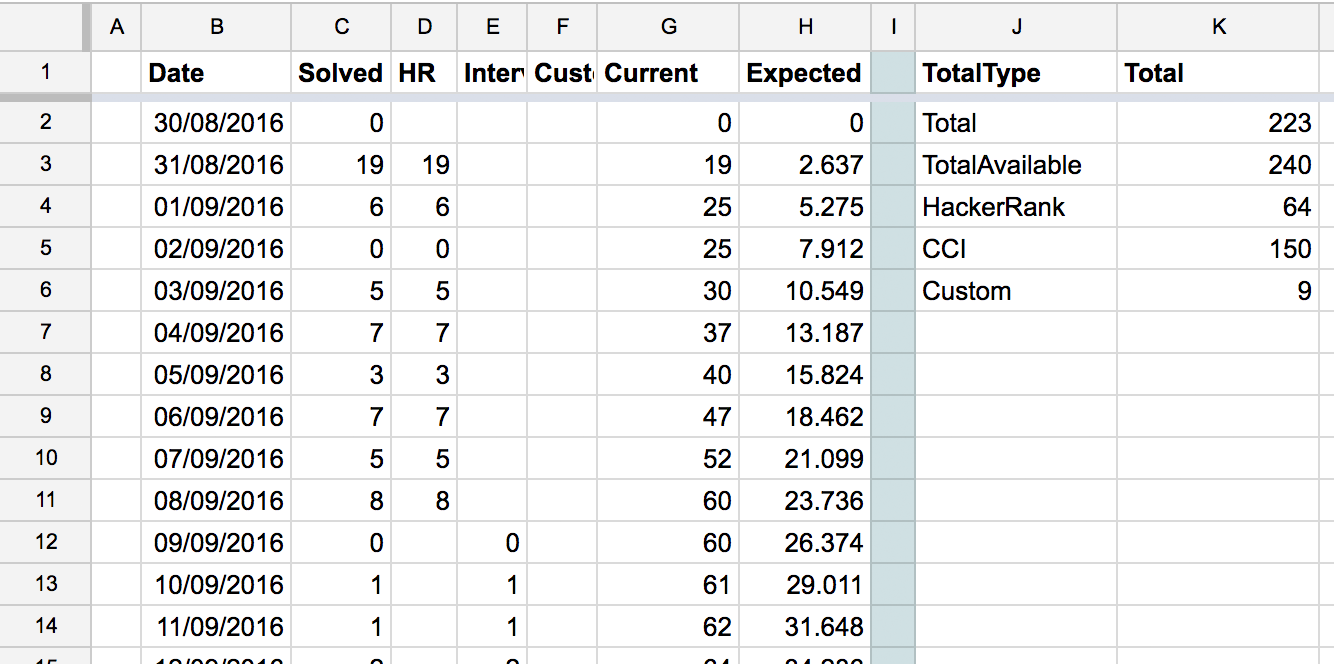 A B C D E F G H I J K
1 Date Solved HR Inter Cust Current Expected TotalType Total
2 30/08/2016 0 0 0 Total 223
3 31/08/2016 19 19 19 2.637 TotalAvailable 240
4 01/09/2016 6 6 25 5.275 HackerRank 64
5 02/09/2016 0 0 25 7.912 CCI 150
6 03/09/2016 5 5 30 10.549 Custom 9
7 04/09/2016 7 7 37 13.187
8 05/09/2016 3 3 40 15.824
9 06/09/2016 7 7 47 18.462
10 07/09/2016 5 5 52 21.099
11 08/09/2016 8 8 60 23.736
12 09/09/2016 0 0 60 26.374
13 10/09/2016 1 1 61 29.011
14 11/09/2016 1 1 62 31.648